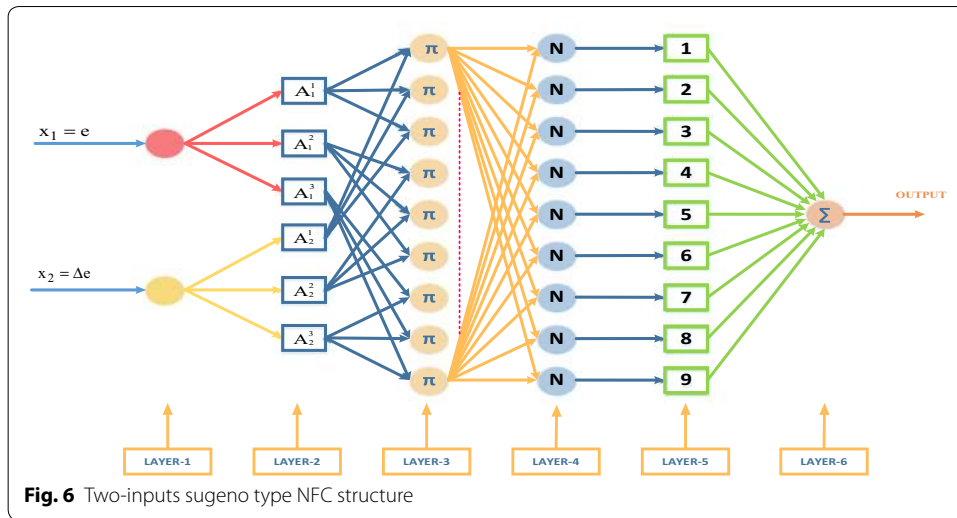 π N 1
A₁¹ π N 2
x₁ = e A₁² π N 3
A₁³ π N 4
A₂¹ π N 5 Σ OUTPUT
x₂ = Δe A₂² π N 6
π N 7
A₂³ π N 8
π N 9
LAYER-1 LAYER-2 LAYER-3 LAYER-4 LAYER-5 LAYER-6
Fig. 6 Two-inputs sugeno type NFC structure